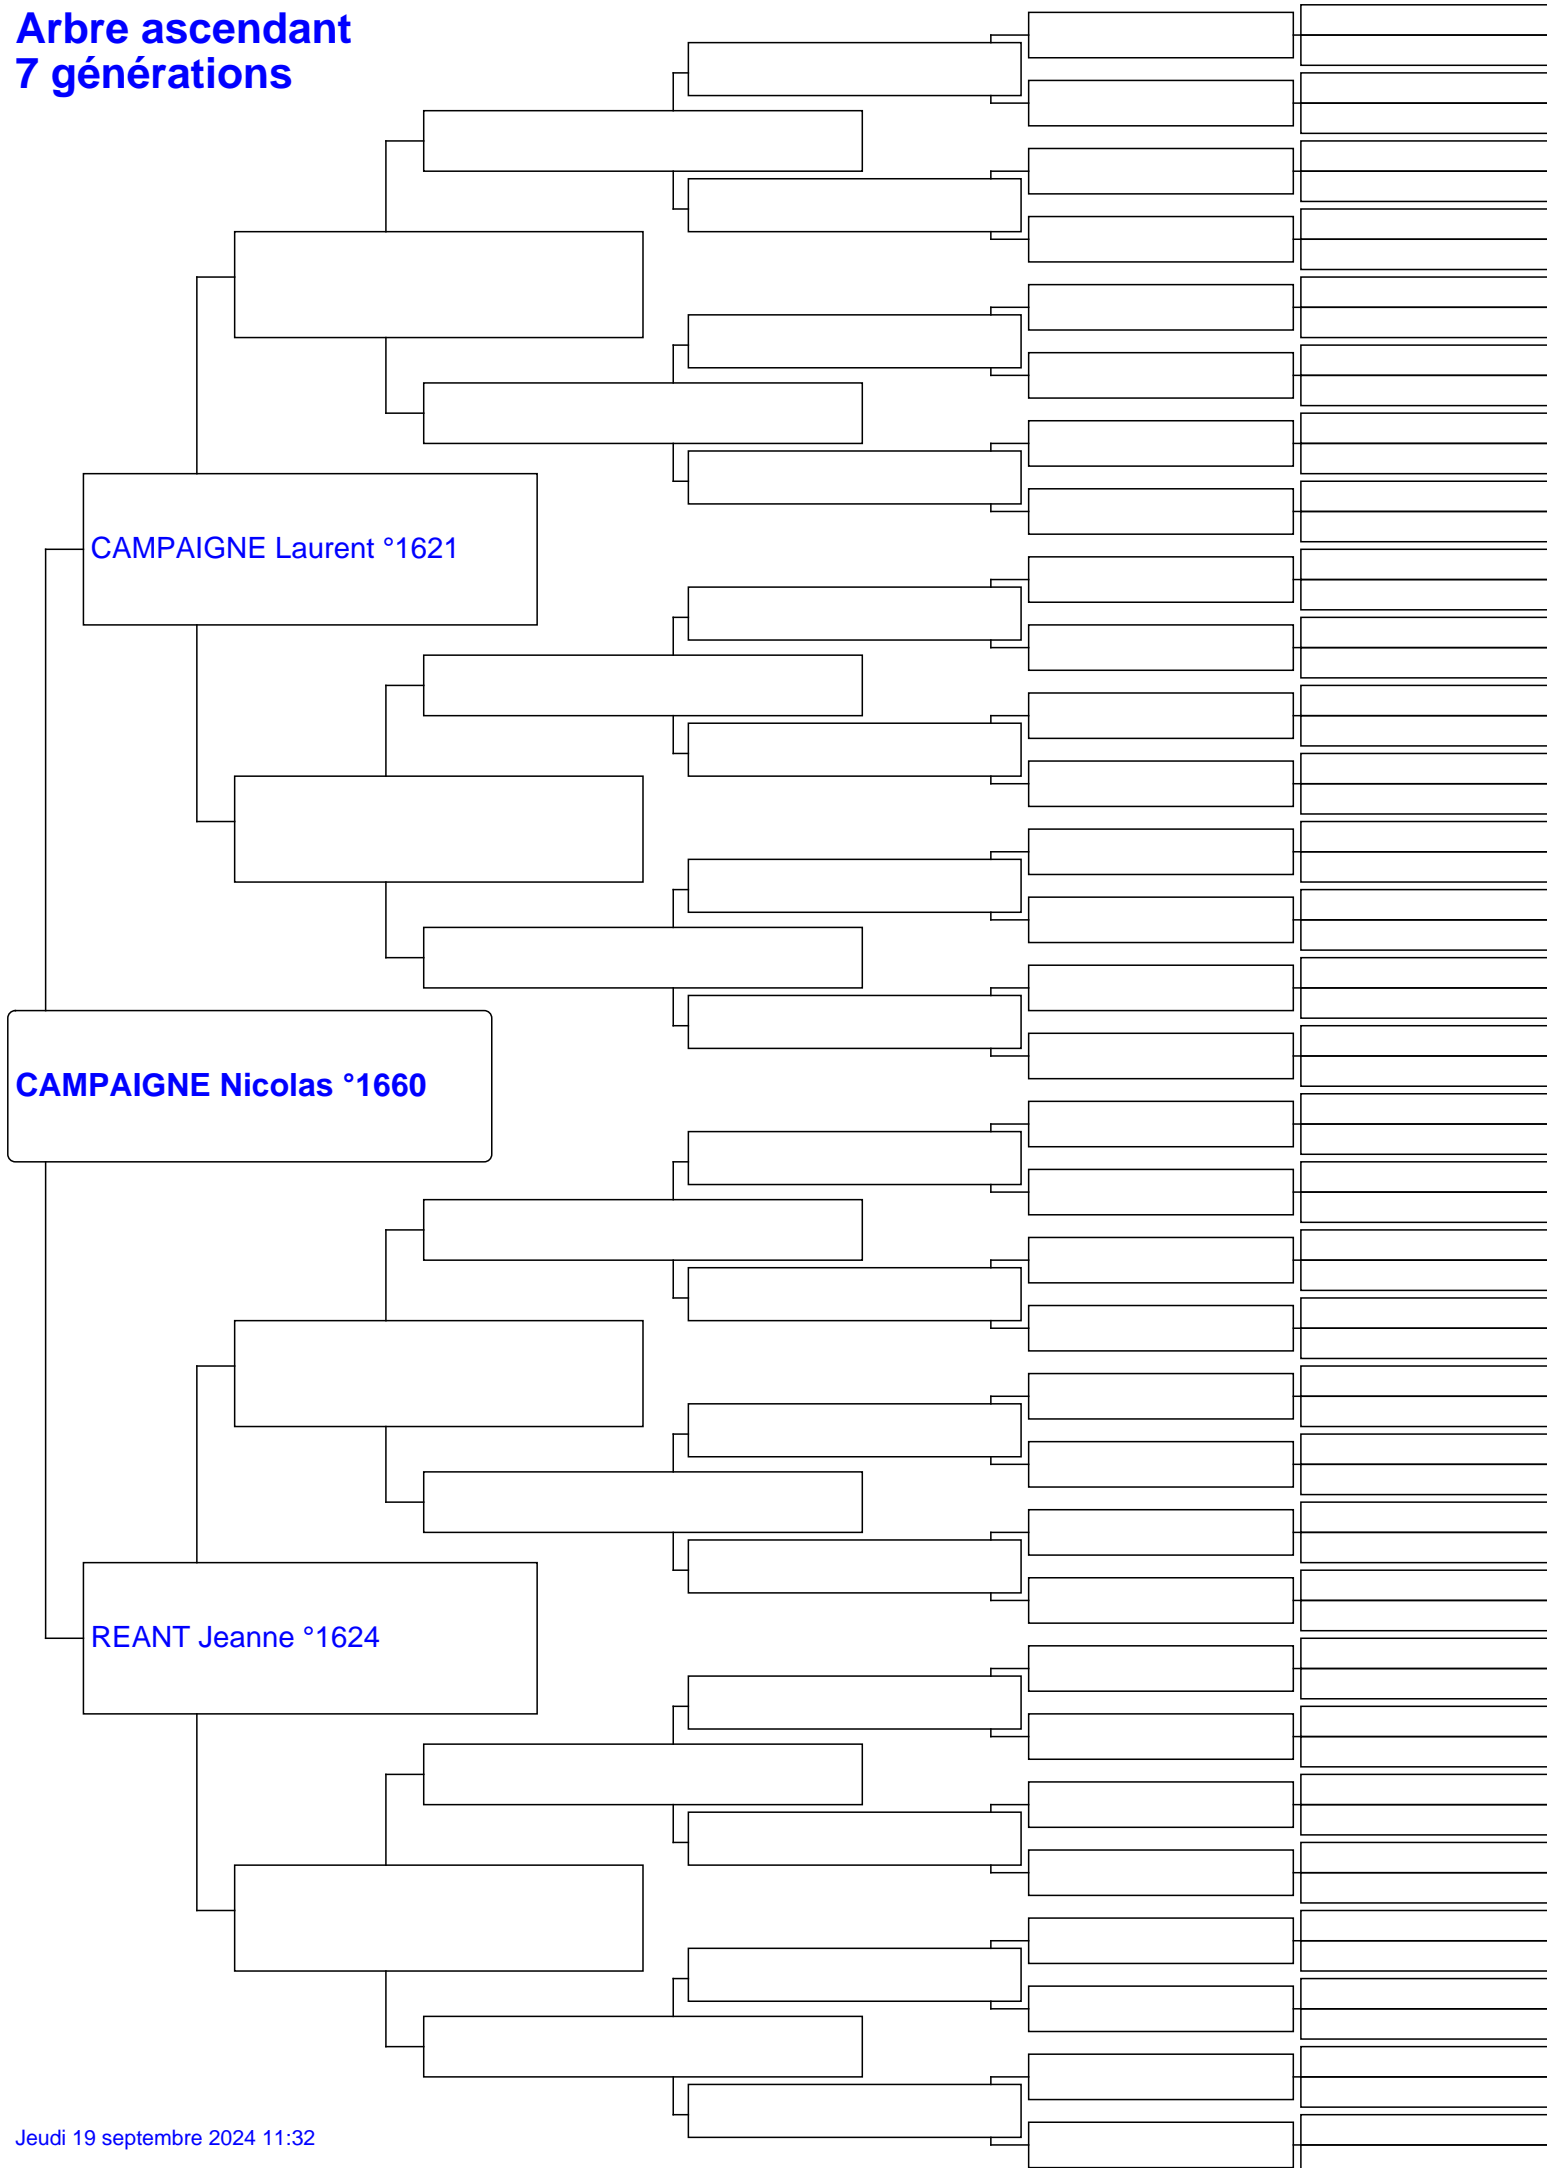 Arbre ascendant
7 générations
CAMPAIGNE Laurent °1621
CAMPAIGNE Nicolas °1660
REANT Jeanne °1624
Jeudi 19 septembre 2024 11:32